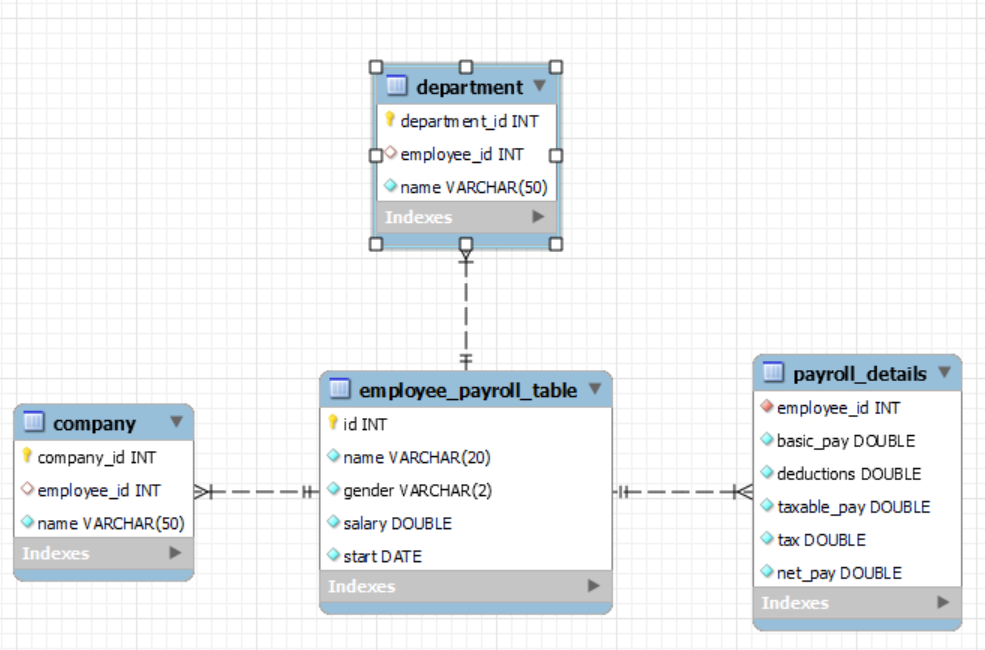 department
department_id INT
employee_id INT
name VARCHAR(50)
Indexes
company
company_id INT
employee_id INT
name VARCHAR(50)
Indexes
employee_payroll_table
id INT
name VARCHAR(20)
gender VARCHAR(2)
salary DOUBLE
start DATE
Indexes
payroll_details
employee_id INT
basic_pay DOUBLE
deductions DOUBLE
taxable_pay DOUBLE
tax DOUBLE
net_pay DOUBLE
Indexes